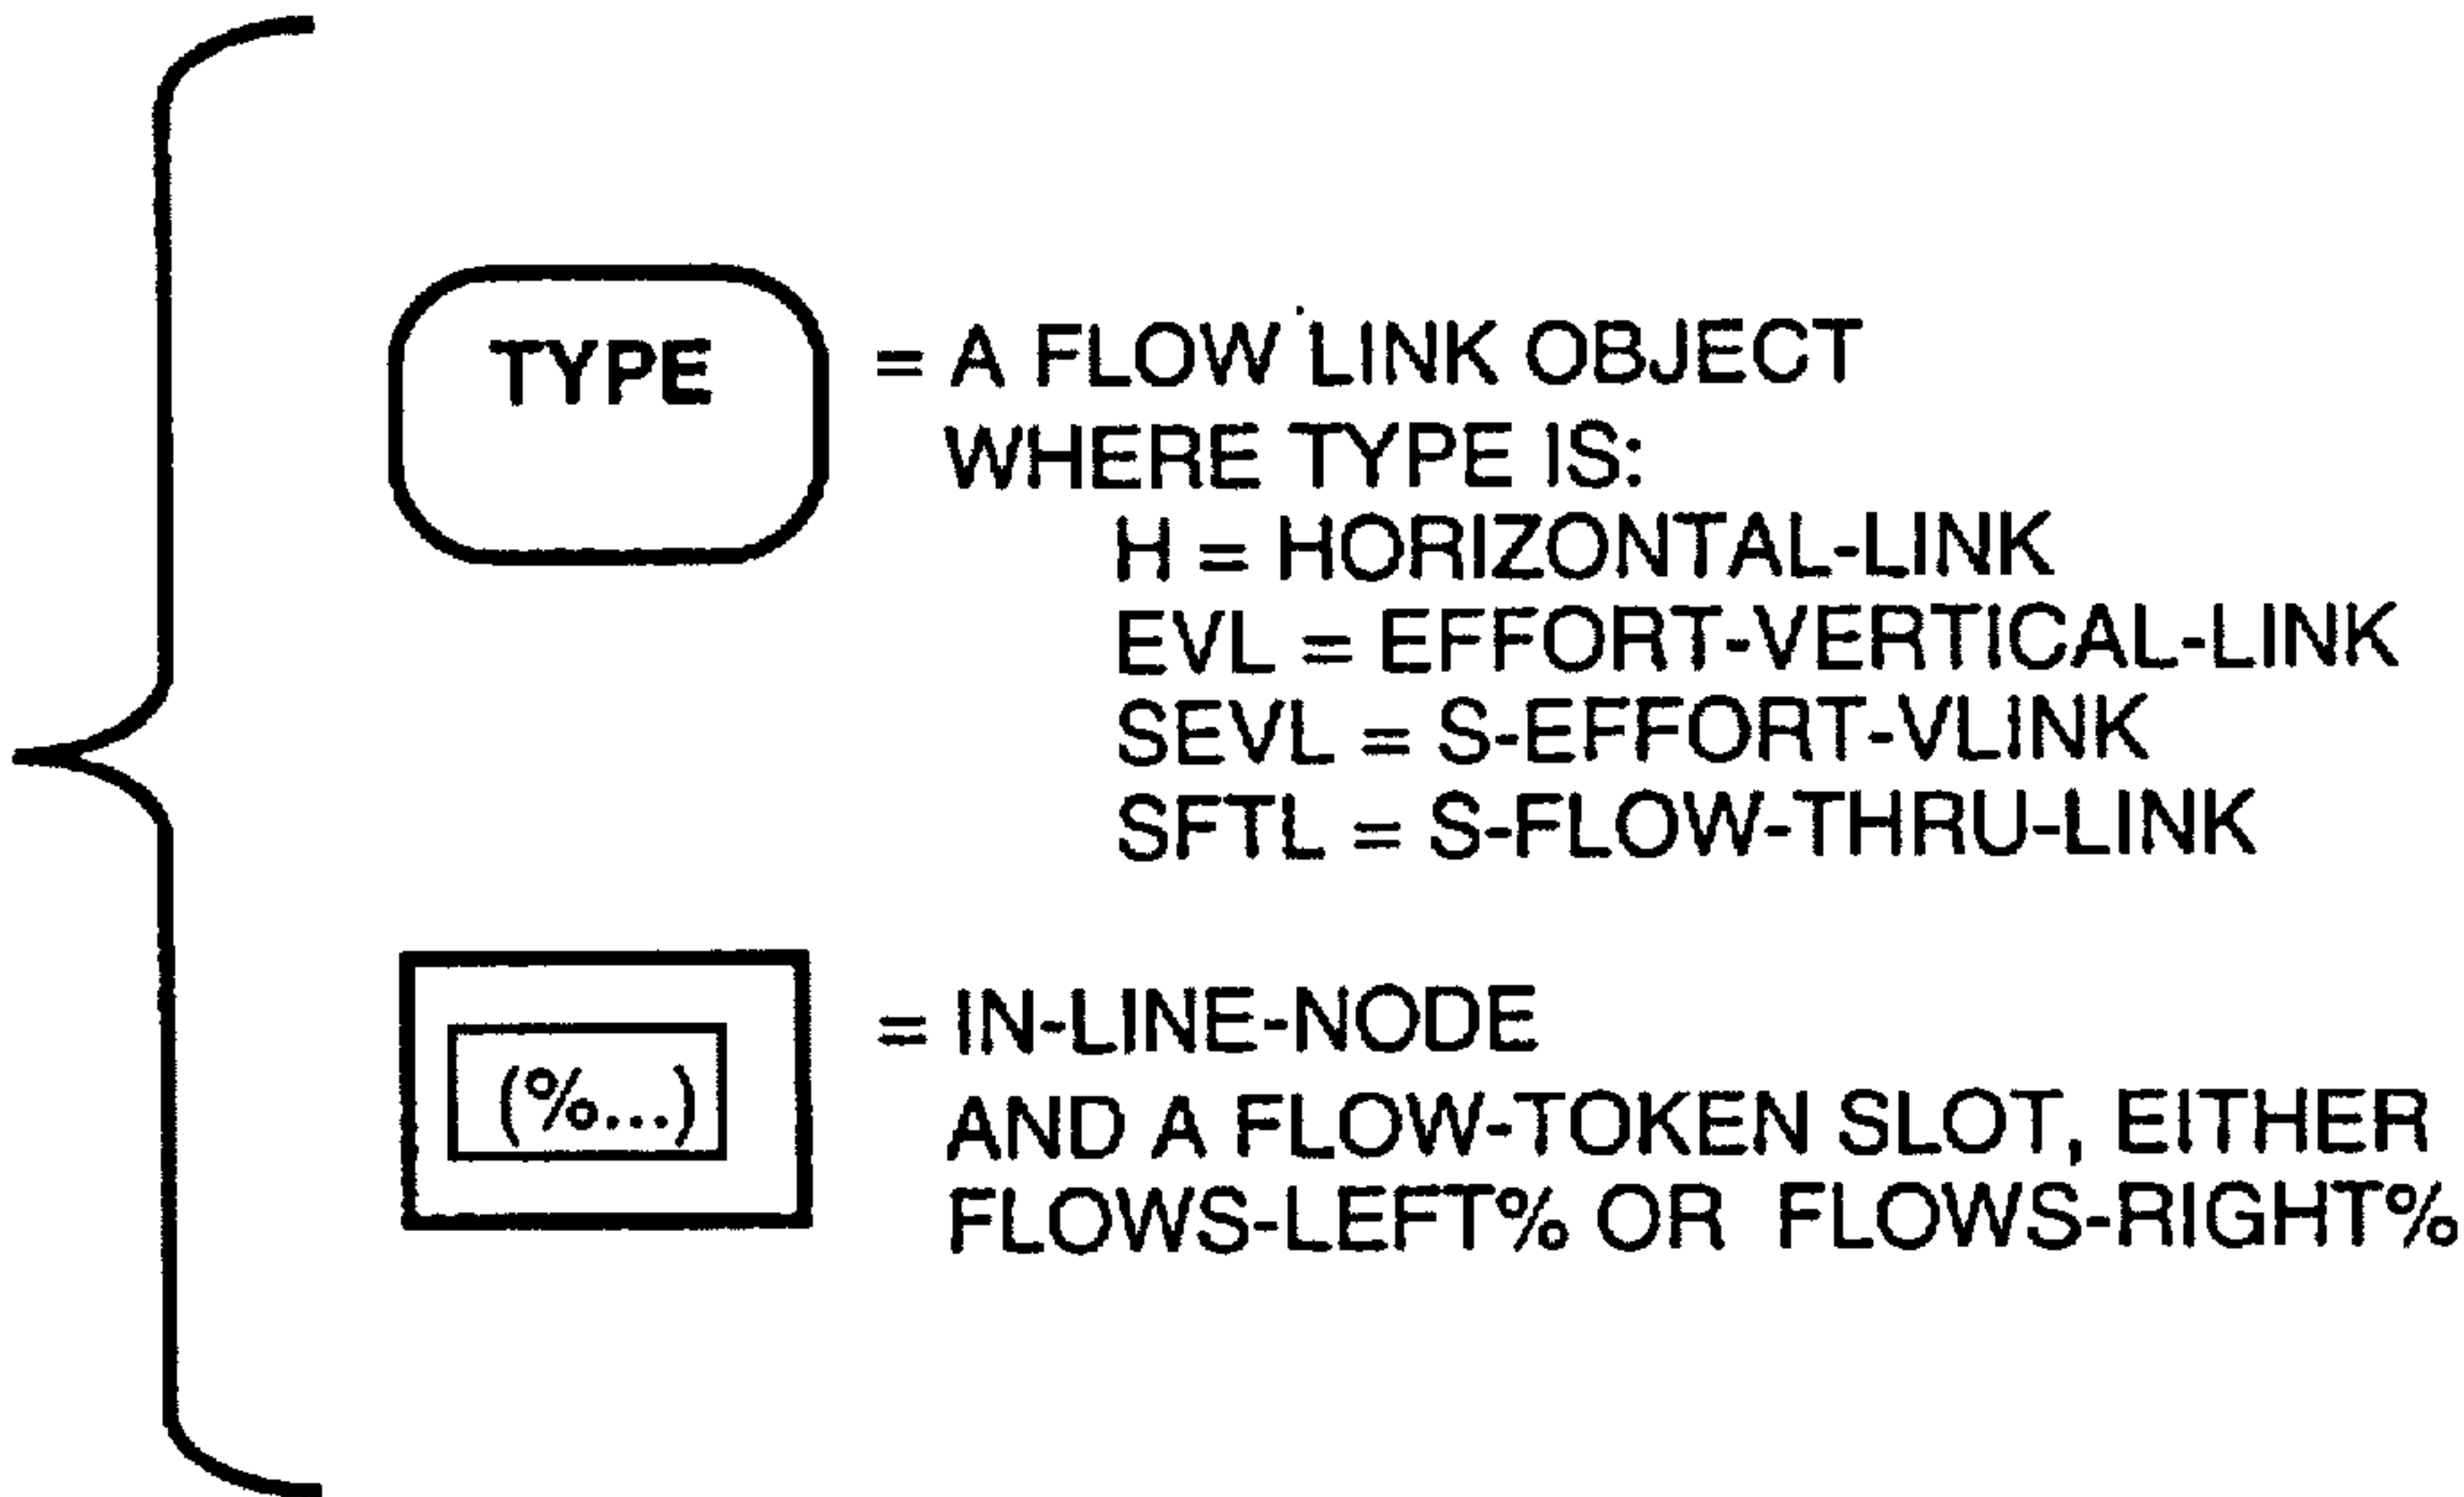 TYPE = A FLOW LINK OBJECT
WHERE TYPE IS:
H = HORIZONTAL-LINK
EVL = EFFORT-VERTICAL-LINK
SEVL = S-EFFORT-VLINK
SFTL = S-FLOW-THRU-LINK
= IN-LINE-NODE
(%...) AND A FLOW-TOKEN SLOT, EITHER
FLOWS-LEFT% OR FLOWS-RIGHT%